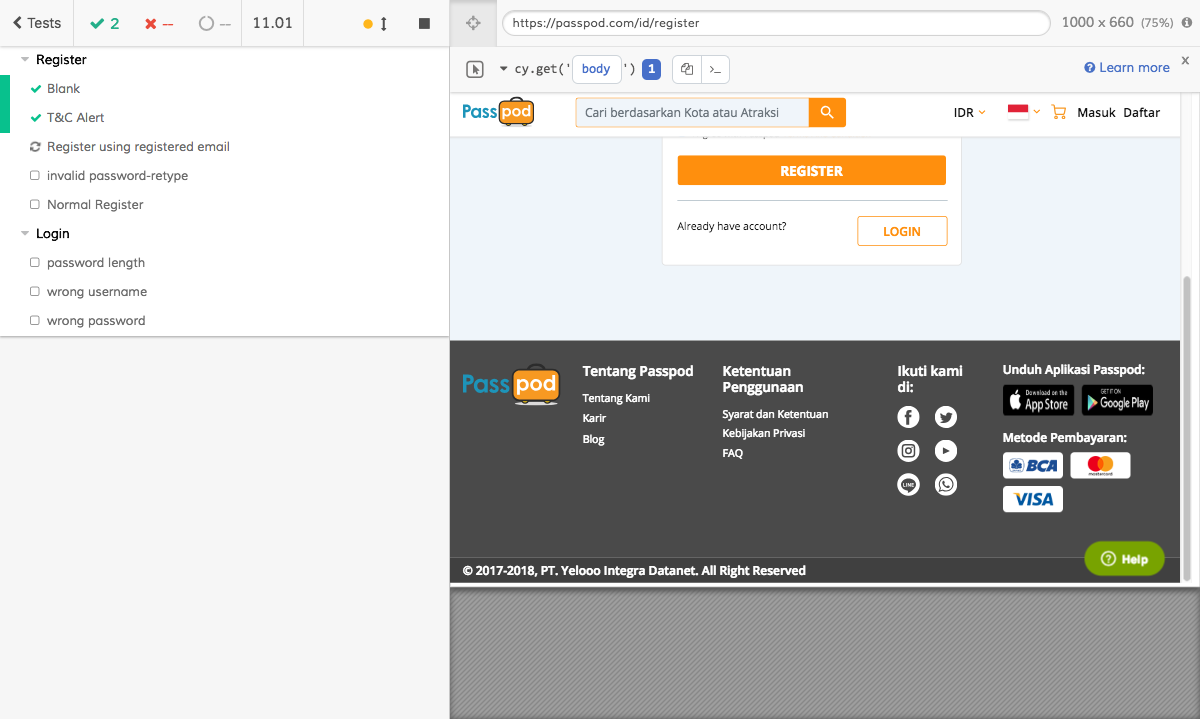 Tests
2
--
--
11.01
https://passpod.com/id/register
1000 x 660 (75%)
Register
Blank
T&C Alert
Register using registered email
invalid password-retype
Normal Register
Login
password length
wrong username
wrong password
cy.get('body') 1
Learn more
x
Passpod
Cari berdasarkan Kota atau Atraksi
IDR
Masuk
Daftar
REGISTER
Already have account?
LOGIN
Passpod
Tentang Passpod
Tentang Kami
Karir
Blog
Ketentuan
Penggunaan
Syarat dan Ketentuan
Kebijakan Privasi
FAQ
Ikuti kami
di:
LINE
Unduh Aplikasi Passpod:
Download on the
App Store
GET IT ON
Google Play
Metode Pembayaran:
BCA
mastercard
VISA
© 2017-2018, PT. Yelooo Integra Datanet. All Right Reserved
Help